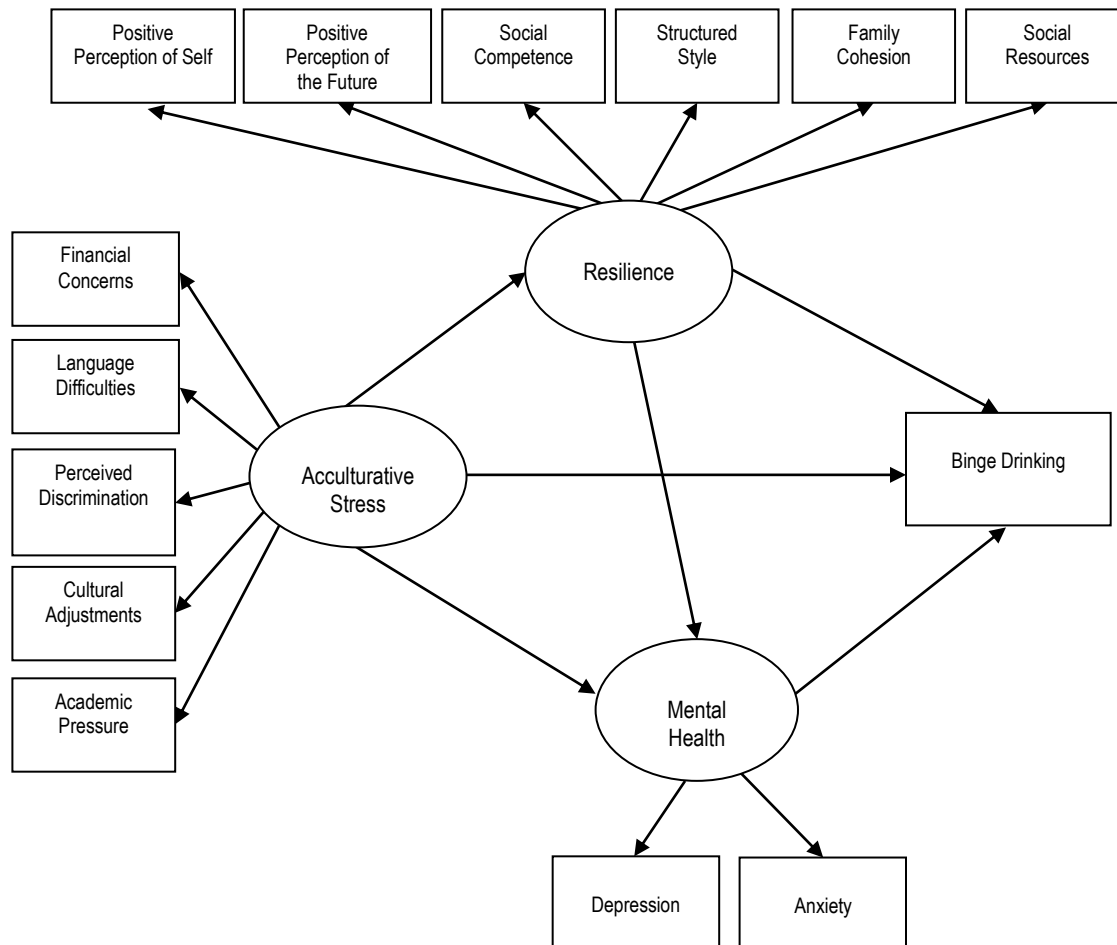 Positive
Perception of Self
Positive
Perception of
the Future
Social
Competence
Structured
Style
Family
Cohesion
Social
Resources
Financial
Concerns
Language
Difficulties
Perceived
Discrimination
Cultural
Adjustments
Academic
Pressure
Resilience
Acculturative
Stress
Binge Drinking
Mental
Health
Depression
Anxiety